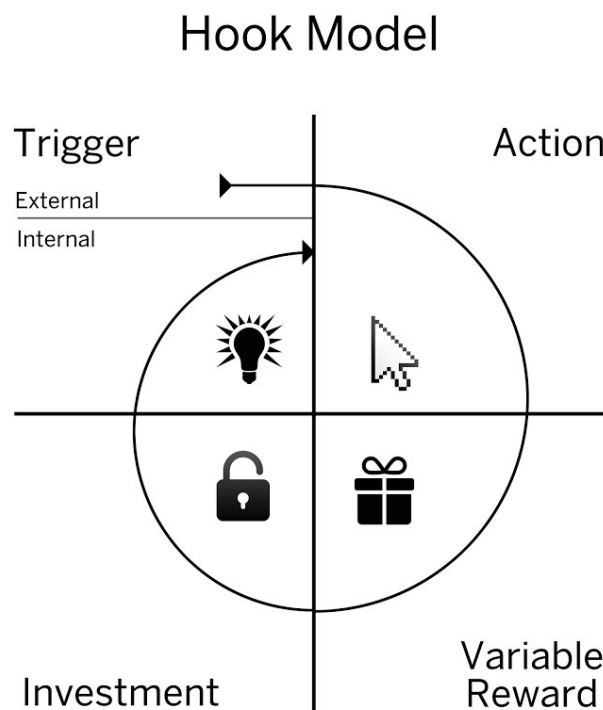 Hook Model
Trigger
Action
External
Internal
Investment
Variable
Reward